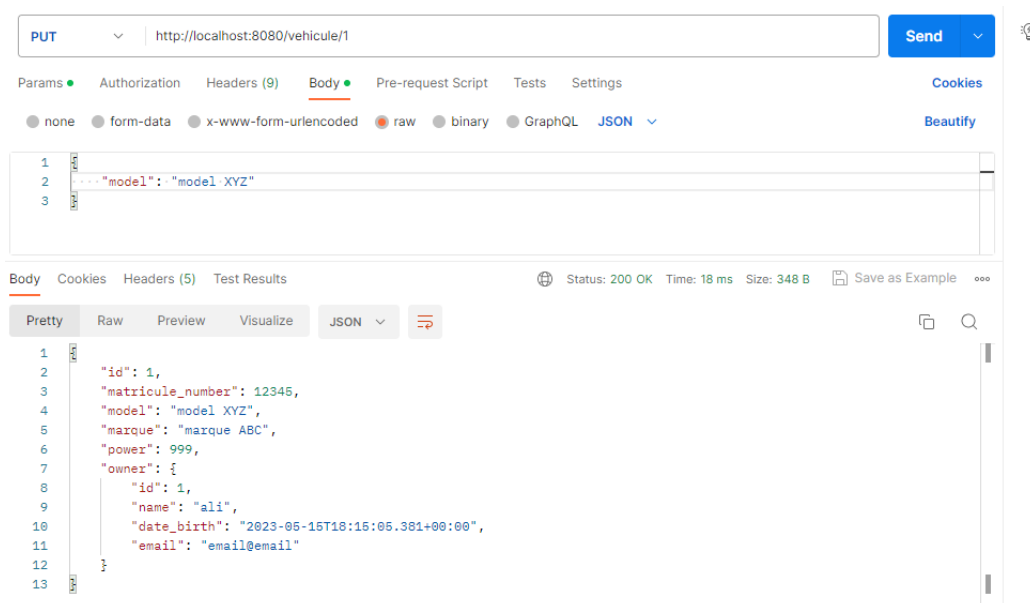 PUT http://localhost:8080/vehicule/1 Send
Params Authorization Headers (9) Body Pre-request Script Tests Settings Cookies
none form-data x-www-form-urlencoded raw binary GraphQL JSON Beautify
1 {
2 "model": "model XYZ"
3 }
Body Cookies Headers (5) Test Results Status: 200 OK Time: 18 ms Size: 348 B Save as Example
Pretty Raw Preview Visualize JSON
1 {
2 "id": 1,
3 "matricule_number": 12345,
4 "model": "model XYZ",
5 "marque": "marque ABC",
6 "power": 999,
7 "owner": {
8 "id": 1,
9 "name": "ali",
10 "date_birth": "2023-05-15T18:15:05.381+00:00",
11 "email": "email@email"
12 }
13 }